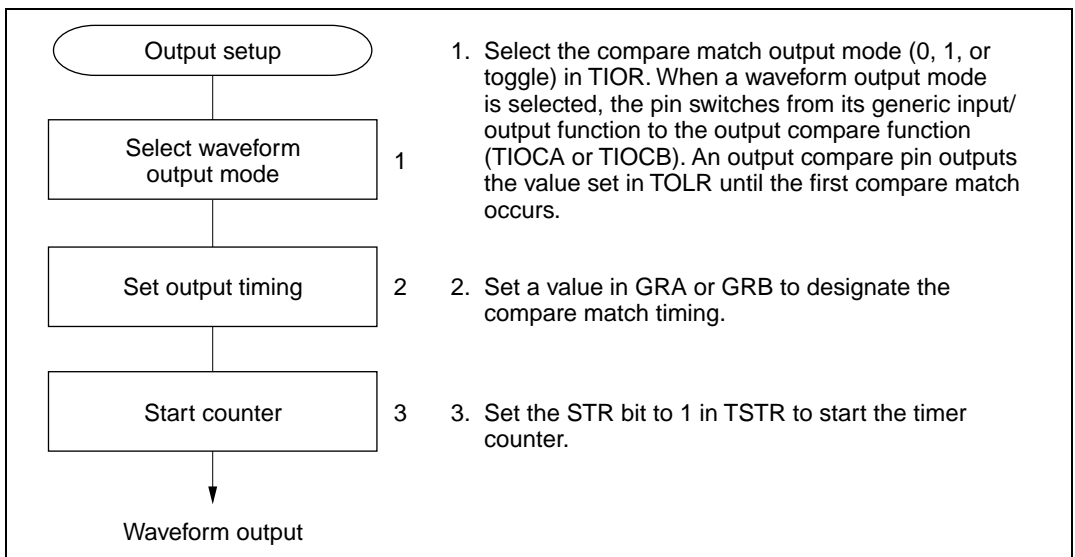 Output setup
Select waveform
output mode
1
1. Select the compare match output mode (0, 1, or
toggle) in TIOR. When a waveform output mode
is selected, the pin switches from its generic input/
output function to the output compare function
(TIOCA or TIOCB). An output compare pin outputs
the value set in TOLR until the first compare match
occurs.
Set output timing
2
2. Set a value in GRA or GRB to designate the
compare match timing.
Start counter
3
3. Set the STR bit to 1 in TSTR to start the timer
counter.
Waveform output